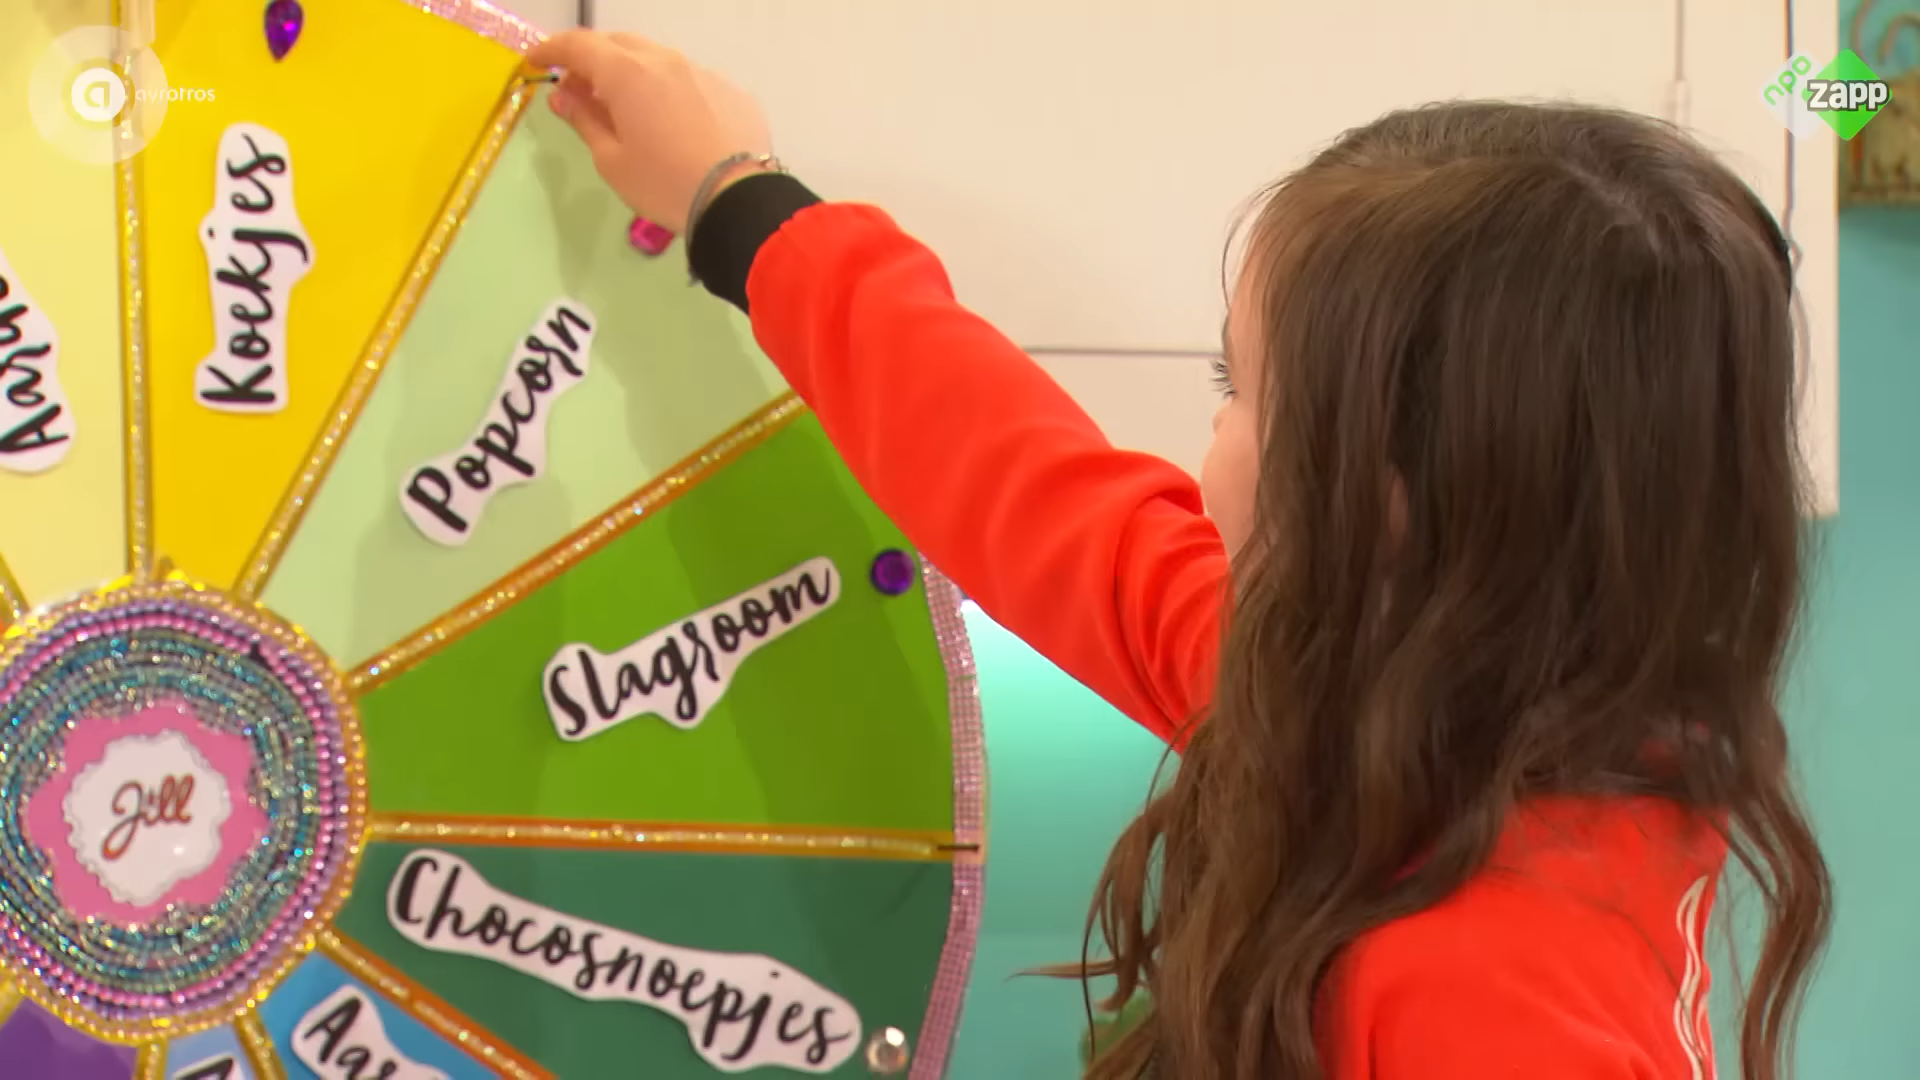 avrotros
npo
zapp
Koekjes
Popcorn
Slagroom
Jill
Chocosnoepjes